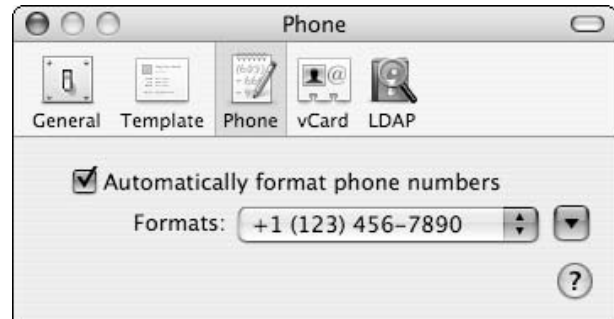 Phone
General Template Phone vCard LDAP
Automatically format phone numbers
Formats: +1 (123) 456-7890
?